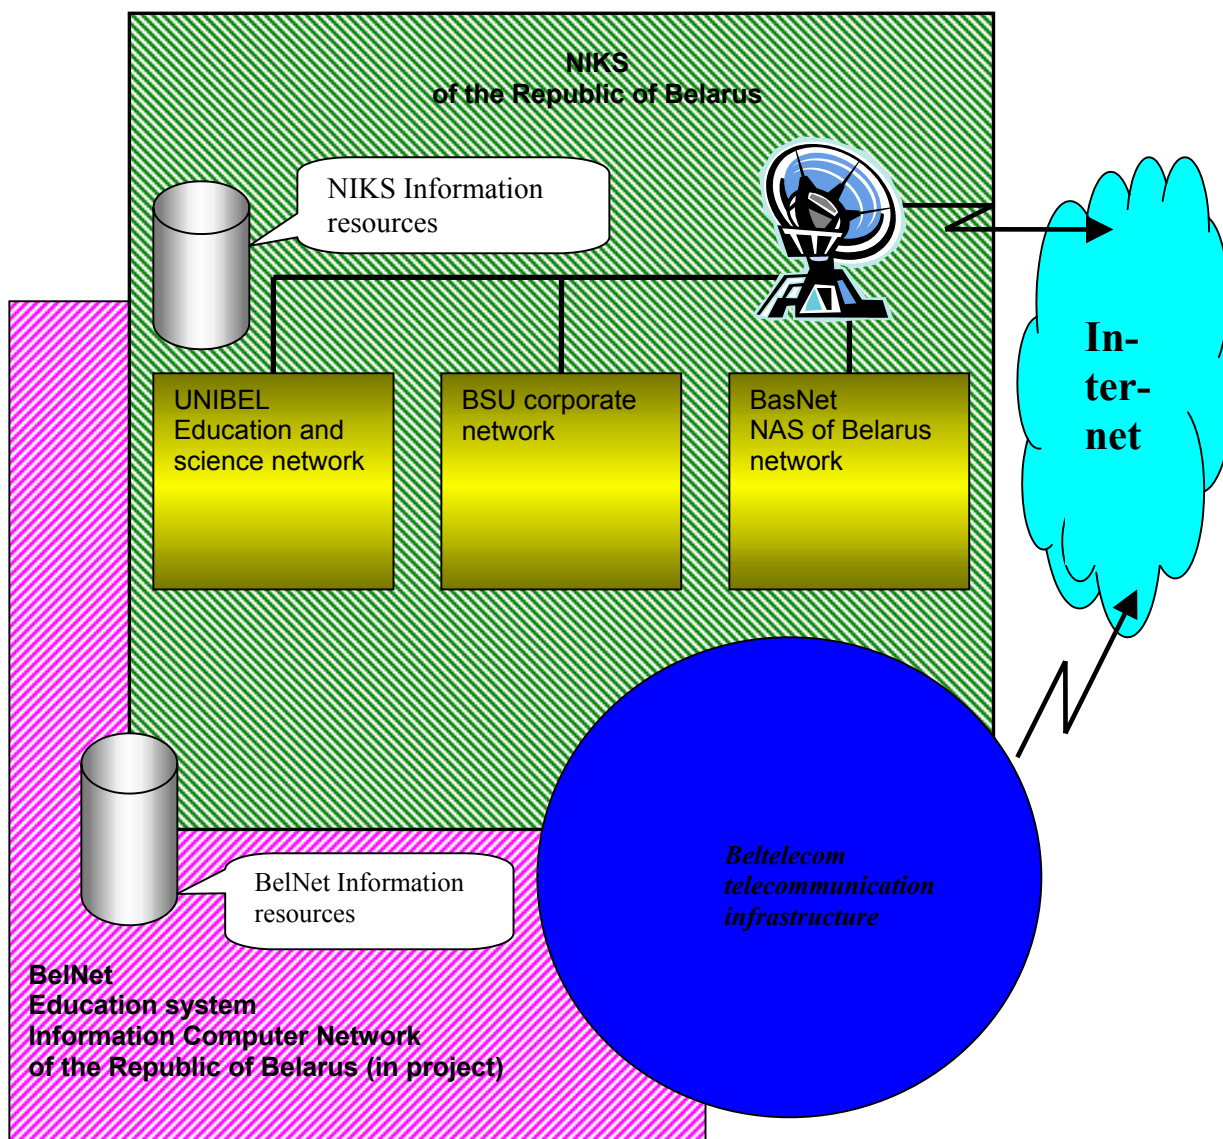 NIKS
of the Republic of Belarus
NIKS Information
resources
In-
ter-
net
UNIBEL
Education and
science network
BSU corporate
network
BasNet
NAS of Belarus
network
Beltelecom
telecommunication
infrastructure
BelNet Information
resources
BelNet
Education system
Information Computer Network
of the Republic of Belarus (in project)